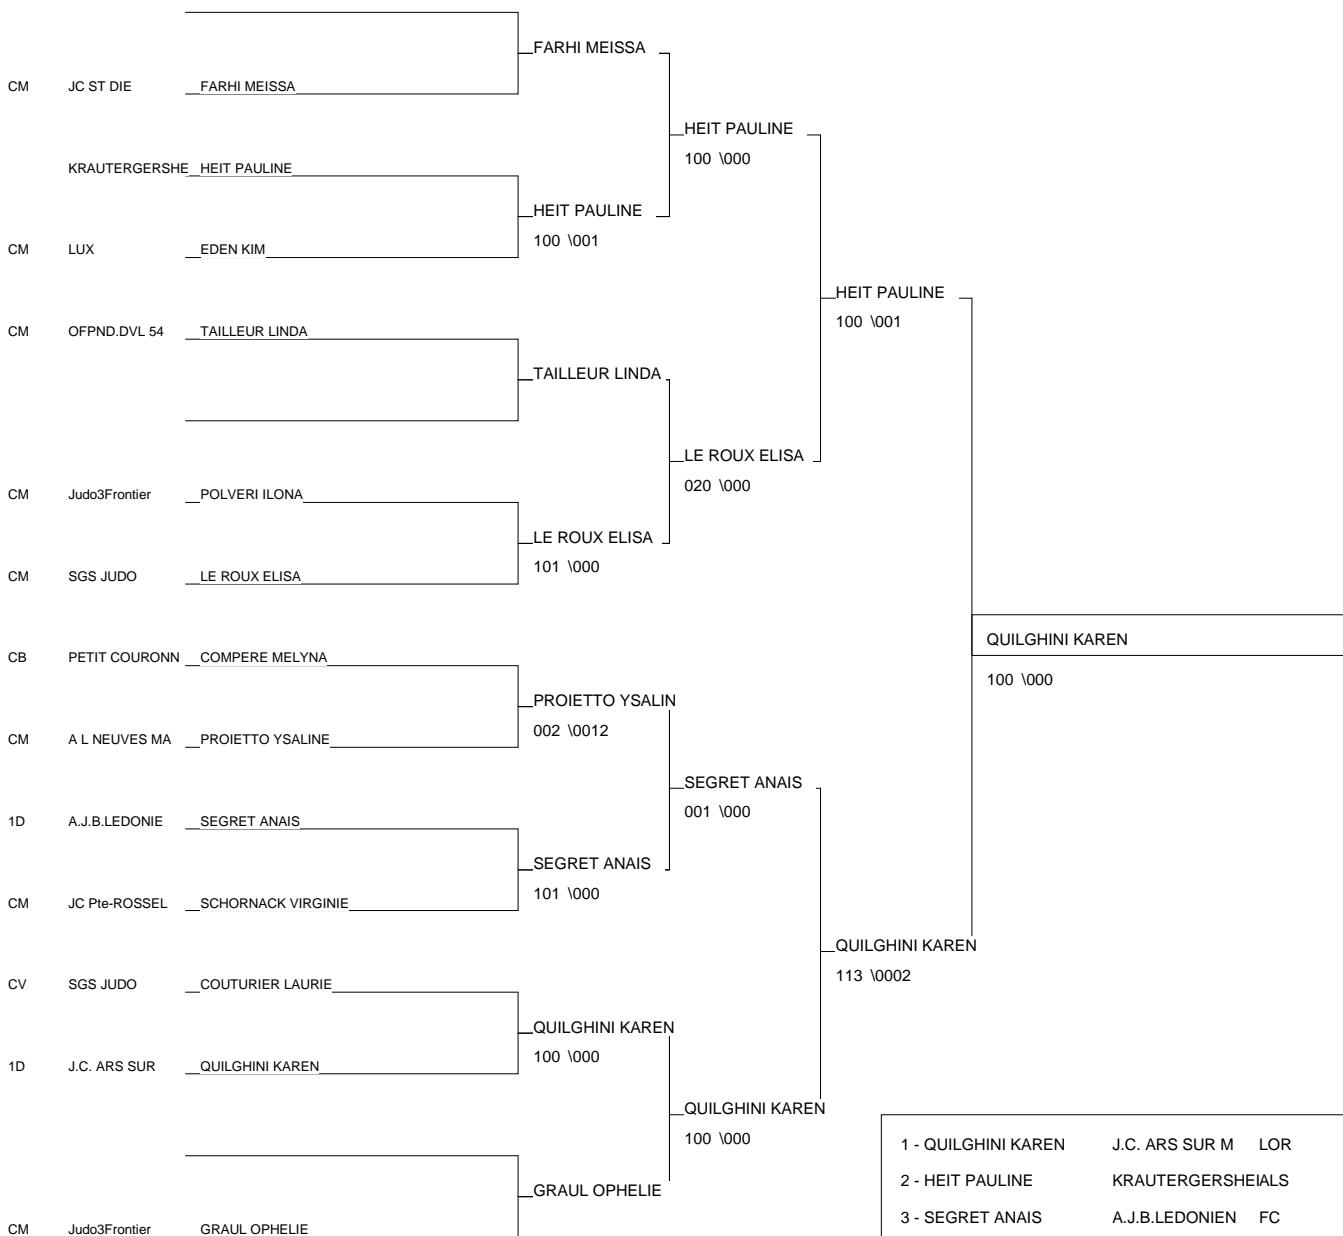 FARHI MEISSA
CM JC ST DIE FARHI MEISSA
HEIT PAULINE
100 \000
KRAUTERGERSHE HEIT PAULINE
HEIT PAULINE
100 \001
CM LUX EDEN KIM
HEIT PAULINE
100 \001
CM OFPND.DVL 54 TAILLEUR LINDA
TAILLEUR LINDA
LE ROUX ELISA
020 \000
CM Judo3Frontier POLVERI ILONA
LE ROUX ELISA
101 \000
CM SGS JUDO LE ROUX ELISA
QUILGHINI KAREN
100 \000
CB PETIT COURONN COMPERE MELYNA
PROIETTO YSALIN
002 \0012
CM A L NEUVES MA PROIETTO YSALINE
SEGRET ANAIS
001 \000
1D A.J.B.LEDONIE SEGRET ANAIS
SEGRET ANAIS
101 \000
CM JC Pte-ROSSEL SCHORNACK VIRGINIE
QUILGHINI KAREN
113 \0002
CV SGS JUDO COUTURIER LAURIE
QUILGHINI KAREN
100 \000
1D J.C. ARS SUR QUILGHINI KAREN
QUILGHINI KAREN
100 \000
GRAUL OPHELIE
CM Judo3Frontier GRAUL OPHELIE
1 - QUILGHINI KAREN J.C. ARS SUR M LOR
2 - HEIT PAULINE KRAUTERGERSHEIALS
3 - SEGRET ANAIS A.J.B.LEDONIEN FC